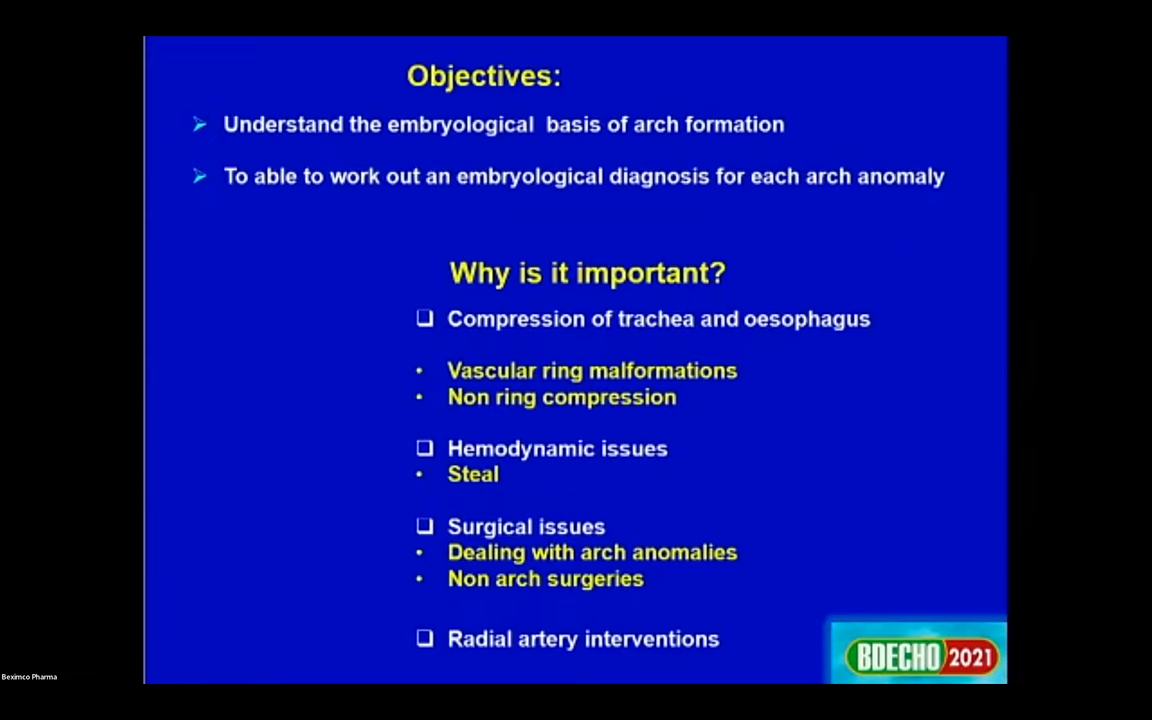 Objectives:
Understand the embryological basis of arch formation
To able to work out an embryological diagnosis for each arch anomaly
Why is it important?
Compression of trachea and oesophagus
Vascular ring malformations
Non ring compression
Hemodynamic issues
Steal
Surgical issues
Dealing with arch anomalies
Non arch surgeries
Radial artery interventions
BDECHO 2021
Beximco Pharma